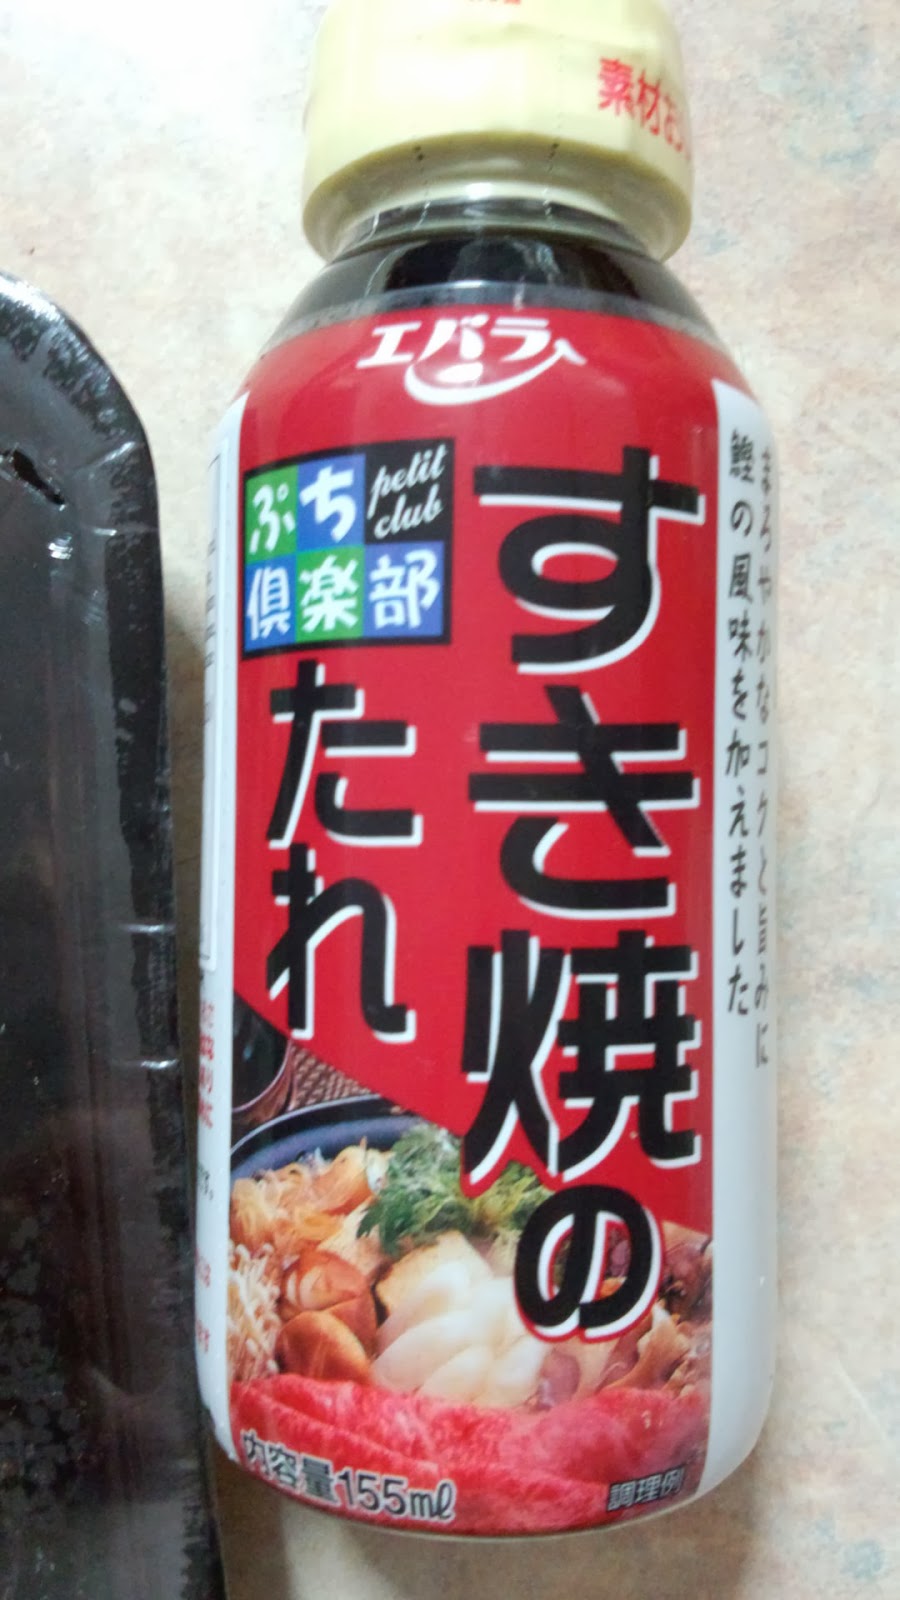 素材お
エバラ
ぷち
petit
club
倶楽部
すき焼の
たれ
まろやかなコクと旨みに
鰹の風味を加えました
内容量155mℓ
調理例